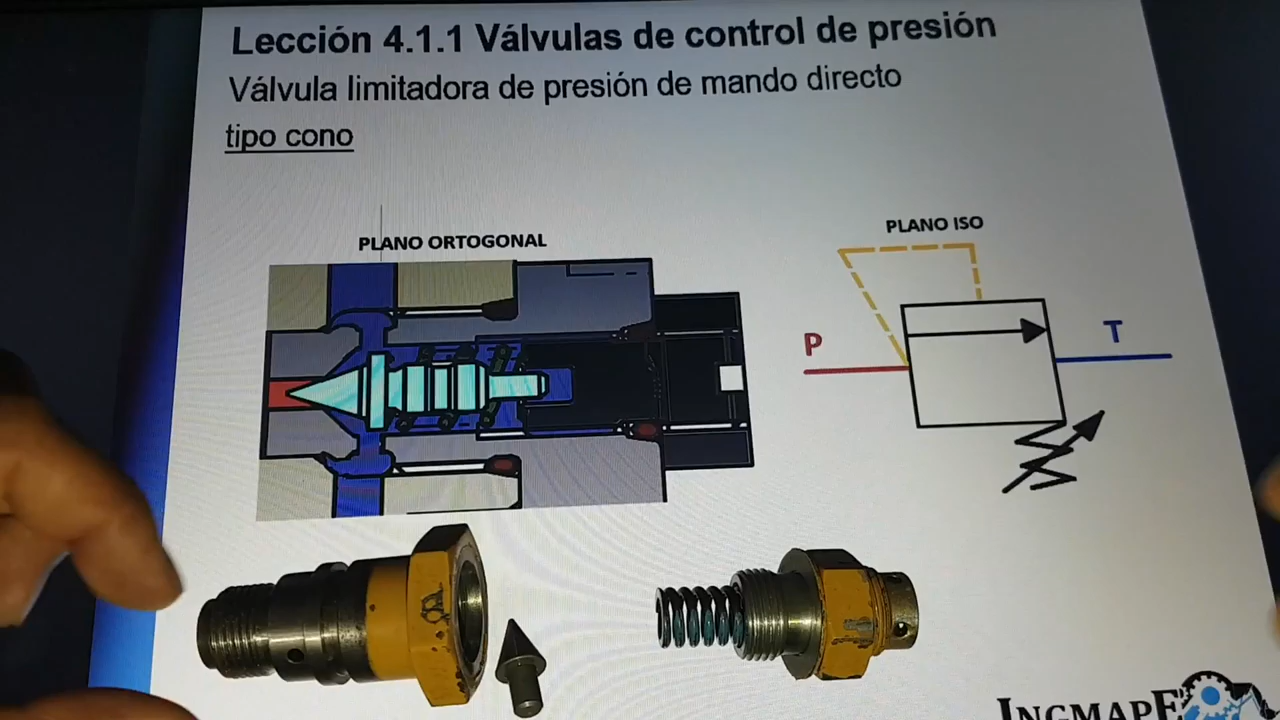 Lección 4.1.1 Válvulas de control de presión
Válvula limitadora de presión de mando directo
tipo cono
PLANO ORTOGONAL
PLANO ISO
P
T
INGMAPE